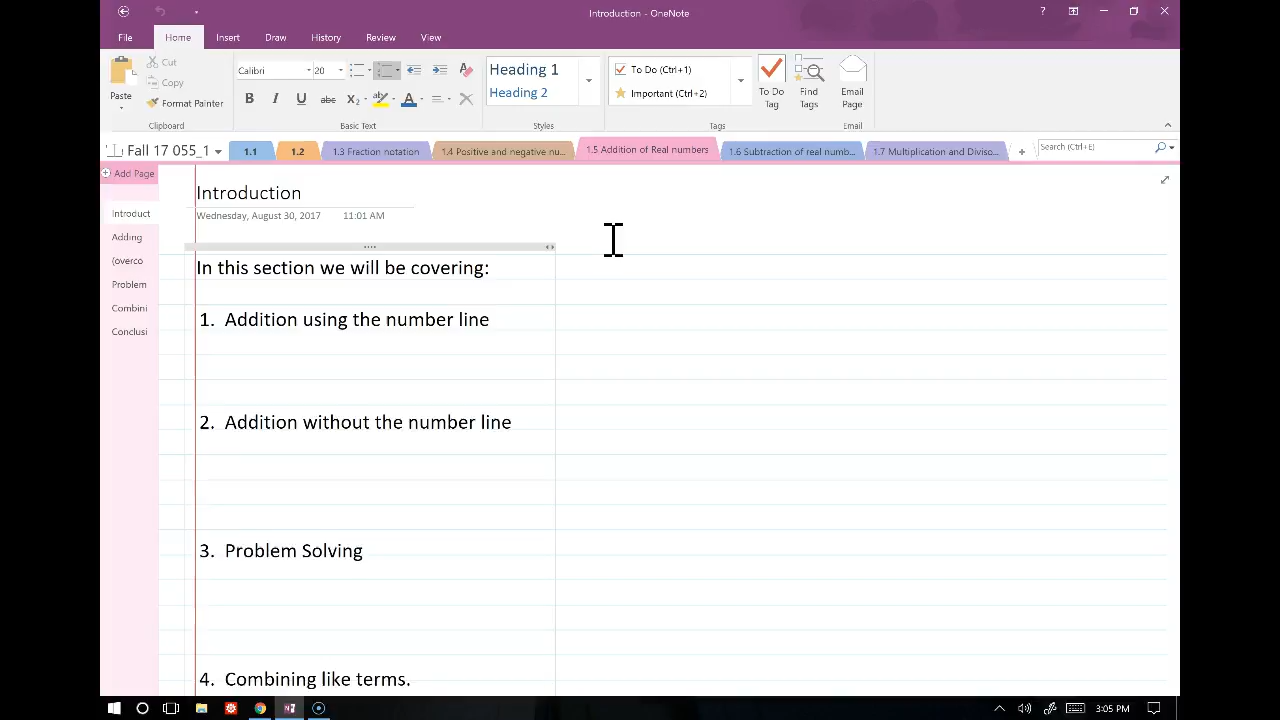 Introduction - OneNote
?
File Home Insert Draw History Review View
Paste
Cut
Copy
Format Painter
Clipboard
Calibri 20
B I U abc X₂ ab A
Basic Text
Heading 1
Heading 2
Styles
To Do (Ctrl+1)
Important (Ctrl+2)
Tags
To Do
Tag
Find
Tags
Email
Page
Email
Fall 17 055_1 1.1 1.2 1.3 Fraction notation 1.4 Positive and negative nu... 1.5 Addition of Real numbers 1.6 Subtraction of real numb... 1.7 Multiplication and Diviso... + Search (Ctrl+E)
Add Page
Introduct
Adding
(overco
Problem
Combini
Conclusi
Introduction
Wednesday, August 30, 2017 11:01 AM
In this section we will be covering:
1. Addition using the number line
2. Addition without the number line
3. Problem Solving
4. Combining like terms.
3:05 PM